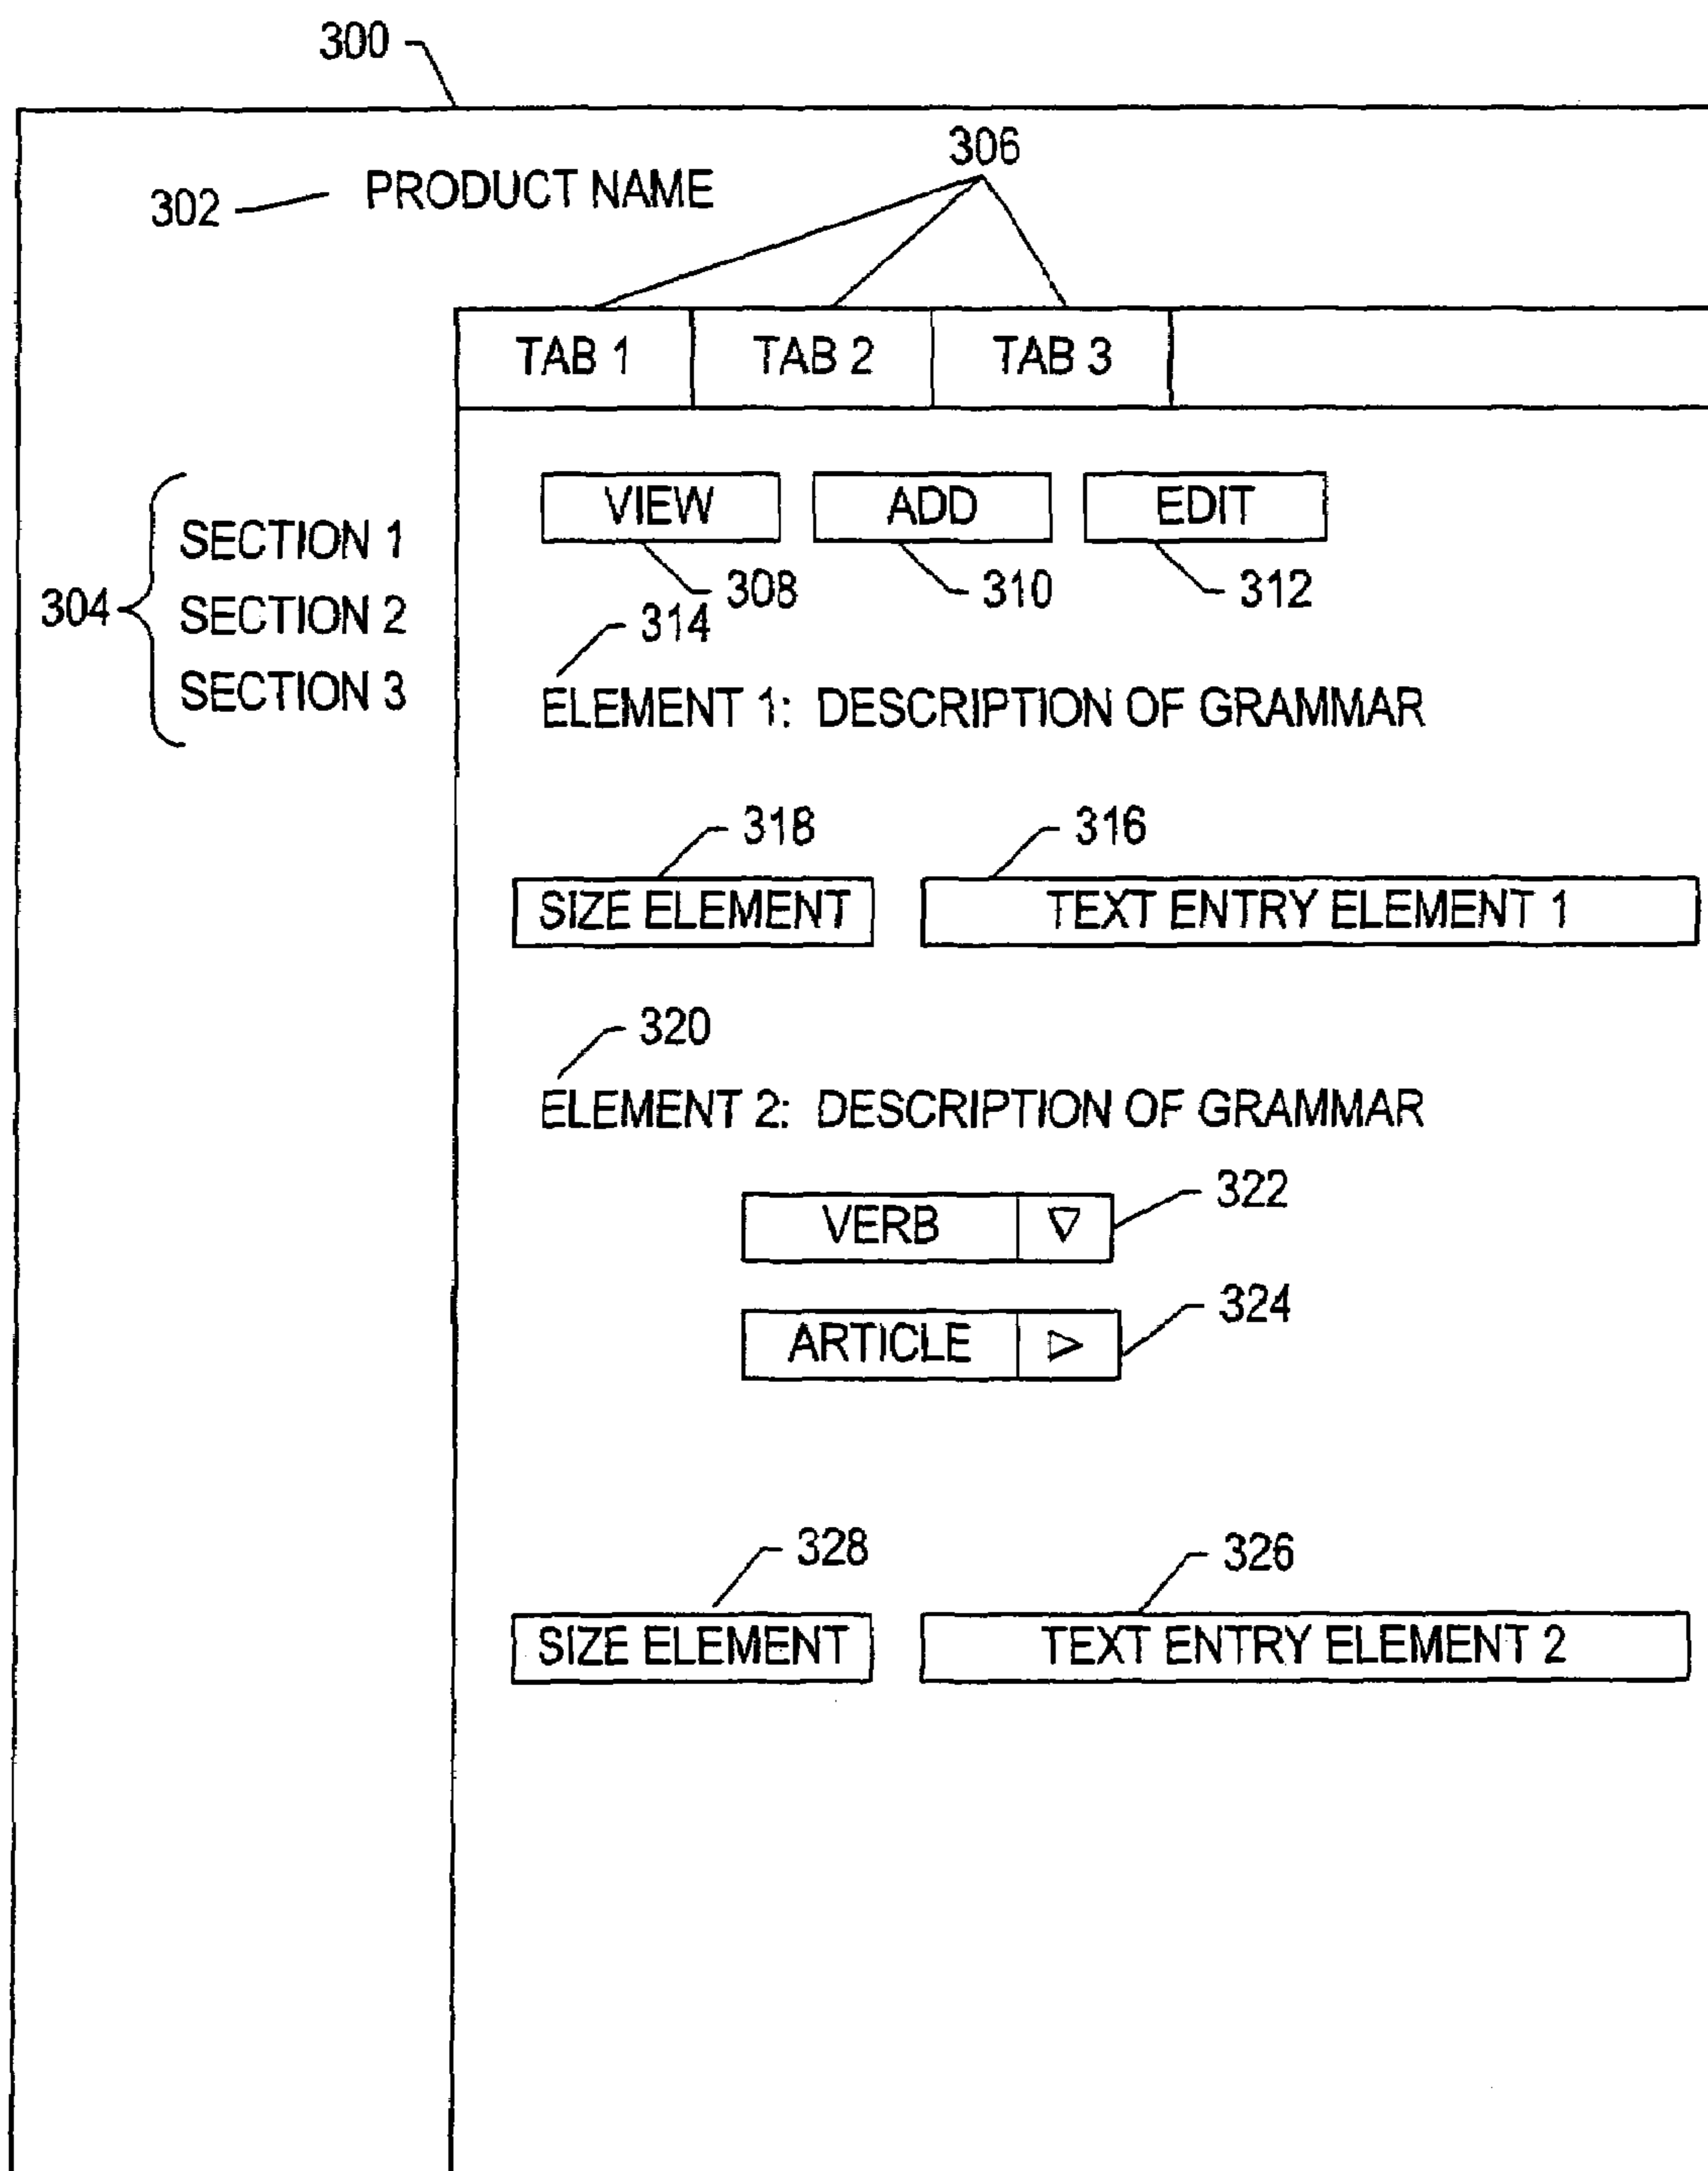 300
306
302 PRODUCT NAME
TAB 1 TAB 2 TAB 3
VIEW ADD EDIT
308 310 312
304
SECTION 1
SECTION 2
SECTION 3
314
ELEMENT 1: DESCRIPTION OF GRAMMAR
318 316
SIZE ELEMENT TEXT ENTRY ELEMENT 1
320
ELEMENT 2: DESCRIPTION OF GRAMMAR
VERB 322
ARTICLE 324
328 326
SIZE ELEMENT TEXT ENTRY ELEMENT 2